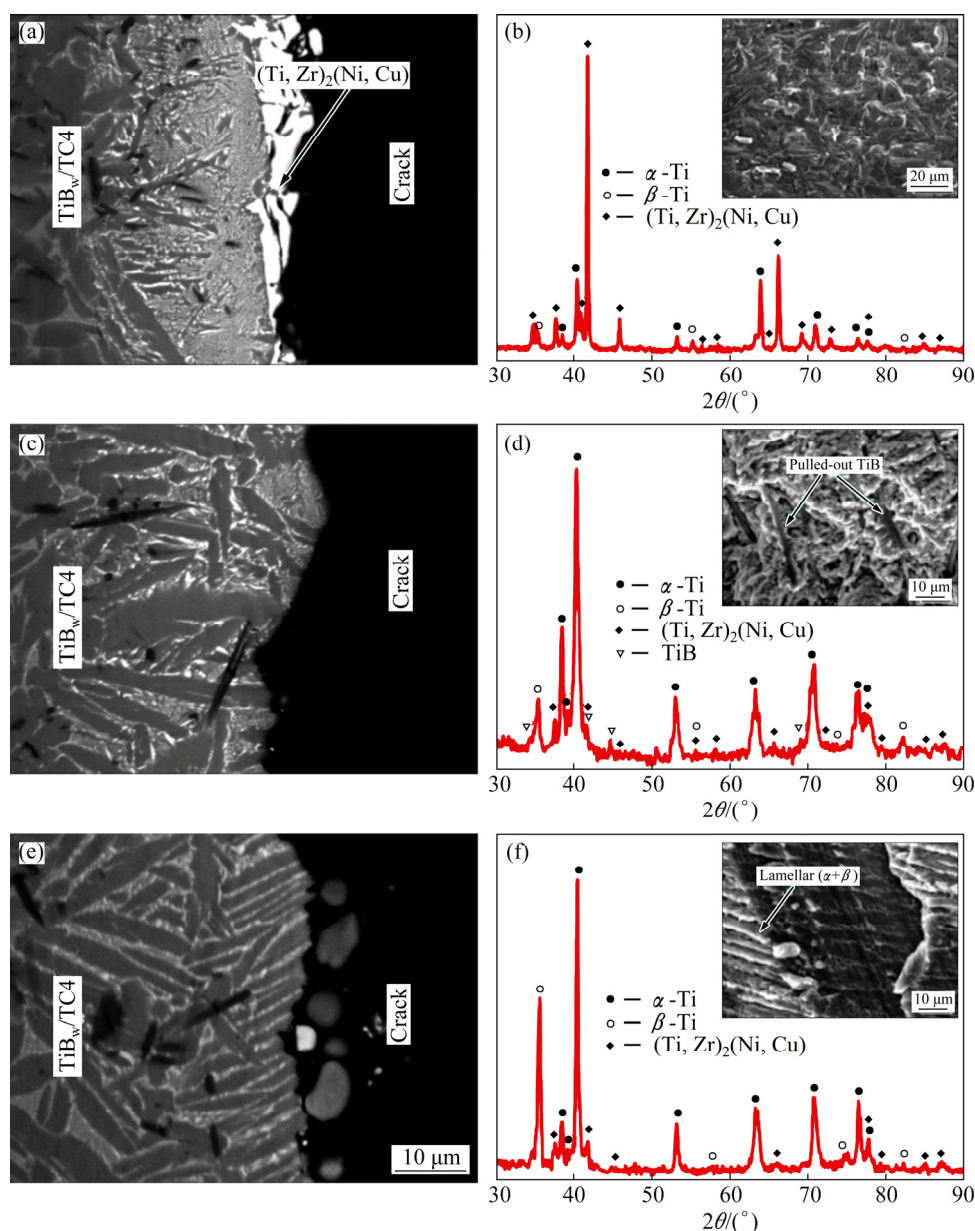 (a)
(Ti, Zr)2(Ni, Cu)
TiBw/TC4
Crack
(b)
20 μm
α-Ti
β-Ti
(Ti, Zr)2(Ni, Cu)
30 40 50 60 70 80 90
2θ/(°)
(c)
TiBw/TC4
Crack
(d)
Pulled-out TiB
10 μm
α-Ti
β-Ti
(Ti, Zr)2(Ni, Cu)
TiB
30 40 50 60 70 80 90
2θ/(°)
(e)
TiBw/TC4
Crack
10 μm
(f)
Lamellar (α+β)
10 μm
α-Ti
β-Ti
(Ti, Zr)2(Ni, Cu)
30 40 50 60 70 80 90
2θ/(°)